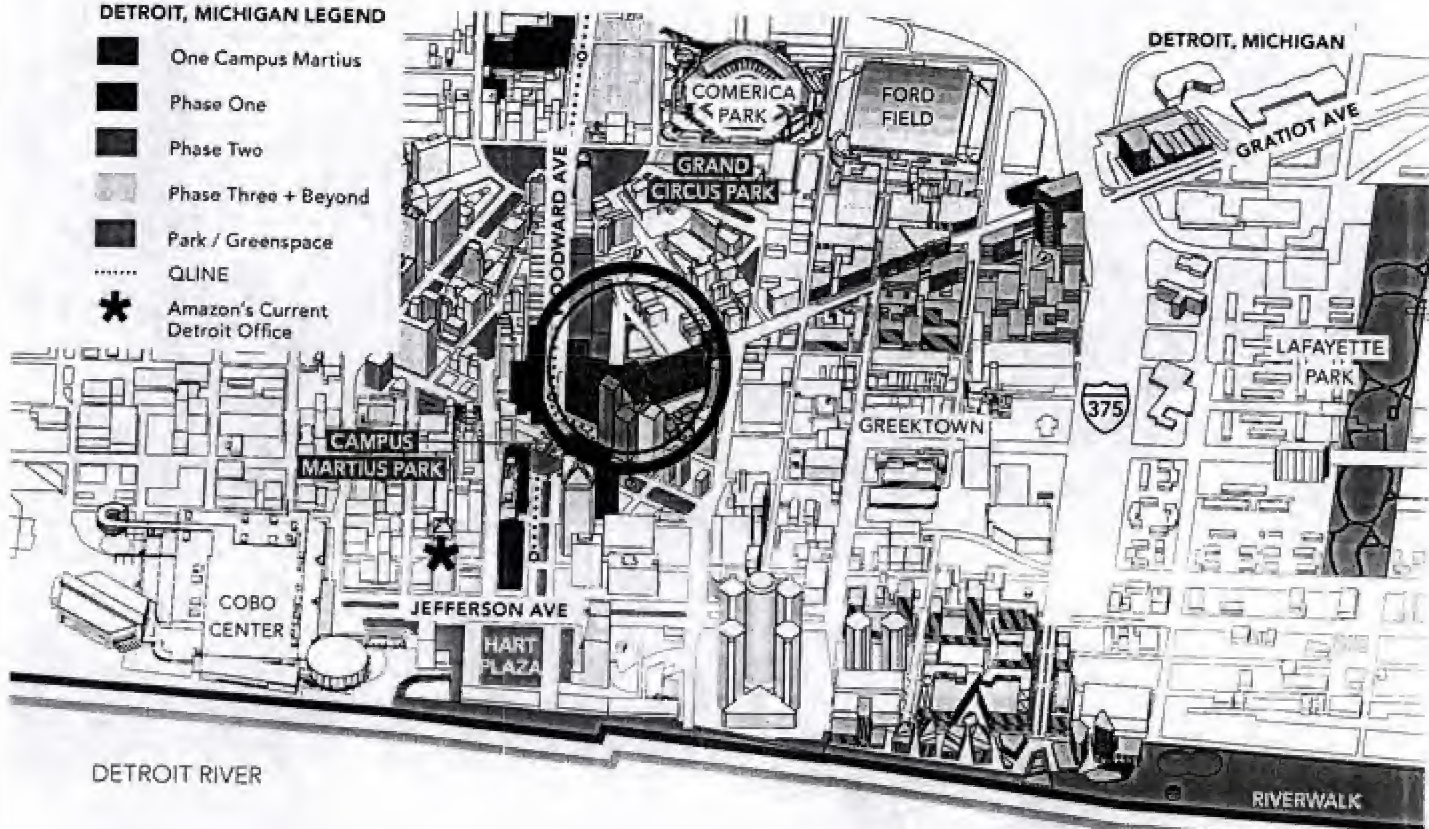 DETROIT, MICHIGAN LEGEND
One Campus Martius
Phase One
Phase Two
Phase Three + Beyond
Park / Greenspace
QLINE
Amazon's Current
Detroit Office
DETROIT, MICHIGAN
COMERICA
PARK
FORD
FIELD
GRATIOT AVE
WOODWARD AVE
GRAND
CIRCUS PARK
LAFAYETTE
PARK
375
GREEKTOWN
CAMPUS
MARTIUS PARK
COBO
CENTER
JEFFERSON AVE
HART
PLAZA
DETROIT RIVER
RIVERWALK